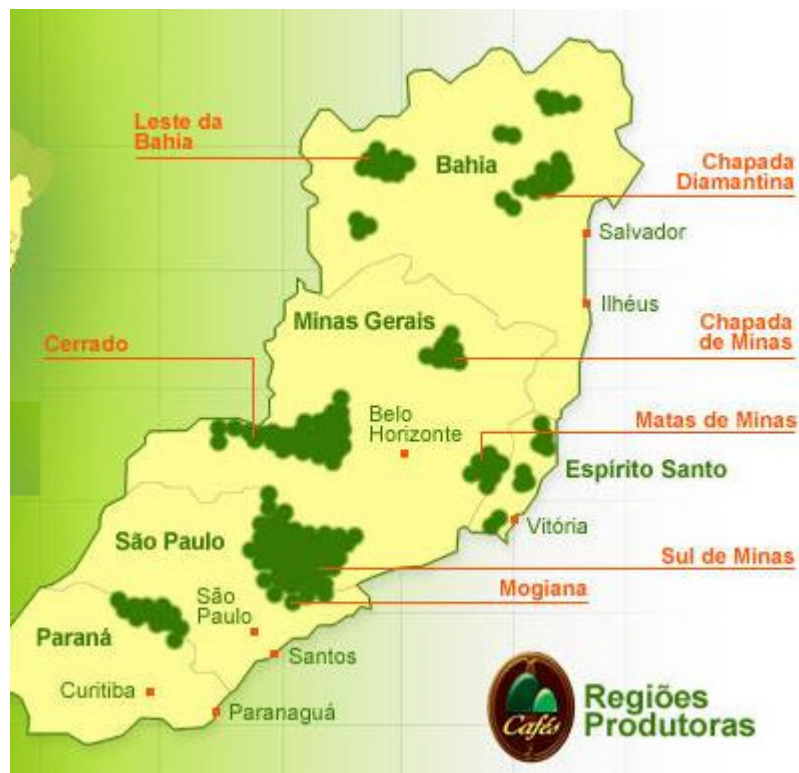 Leste da
Bahia
Bahia
Chapada
Diamantina
Salvador
Ilhéus
Minas Gerais
Chapada
de Minas
Cerrado
Belo
Horizonte
Matas de Minas
Espírito Santo
Vitória
São Paulo
Sul de Minas
Mogiana
São
Paulo
Paraná
Santos
Curitiba
Paranaguá
Cafés
Regiões
Produtoras